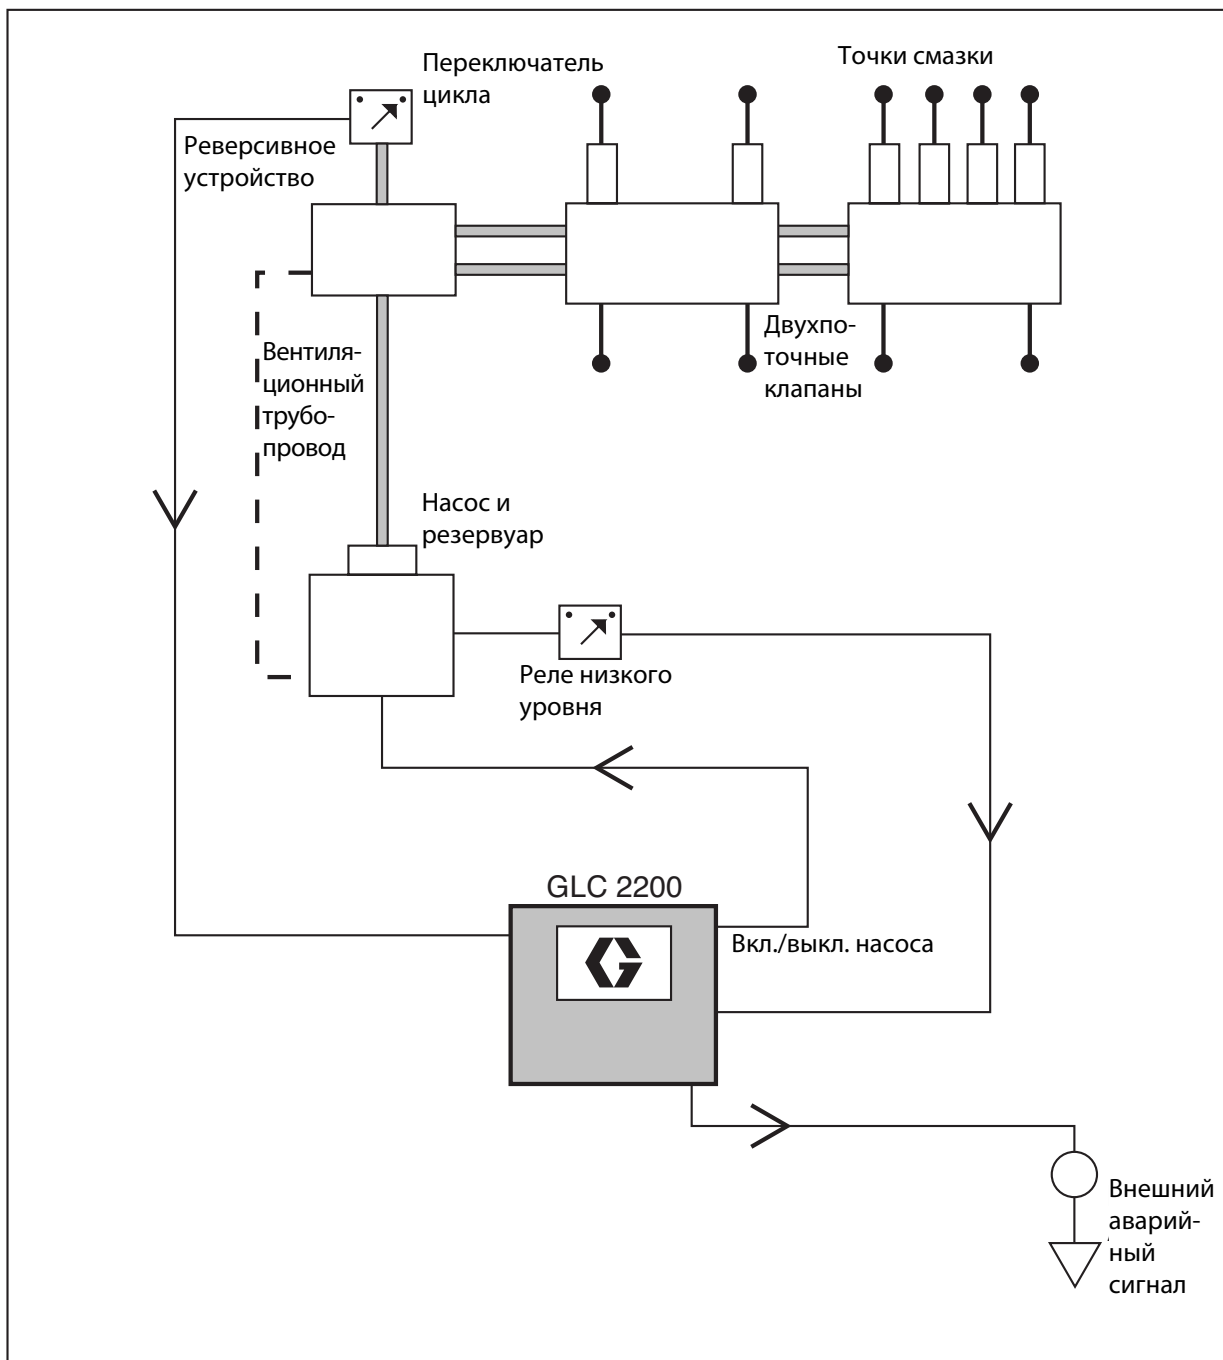 Переключатель
цикла
Точки смазки
Реверсивное
устройство
Двухпо-
точные
клапаны
Вентиля-
ционный
трубо-
провод
Насос и
резервуар
Реле низкого
уровня
GLC 2200
Вкл./выкл. насоса
Внешний
аварий-
ный
сигнал